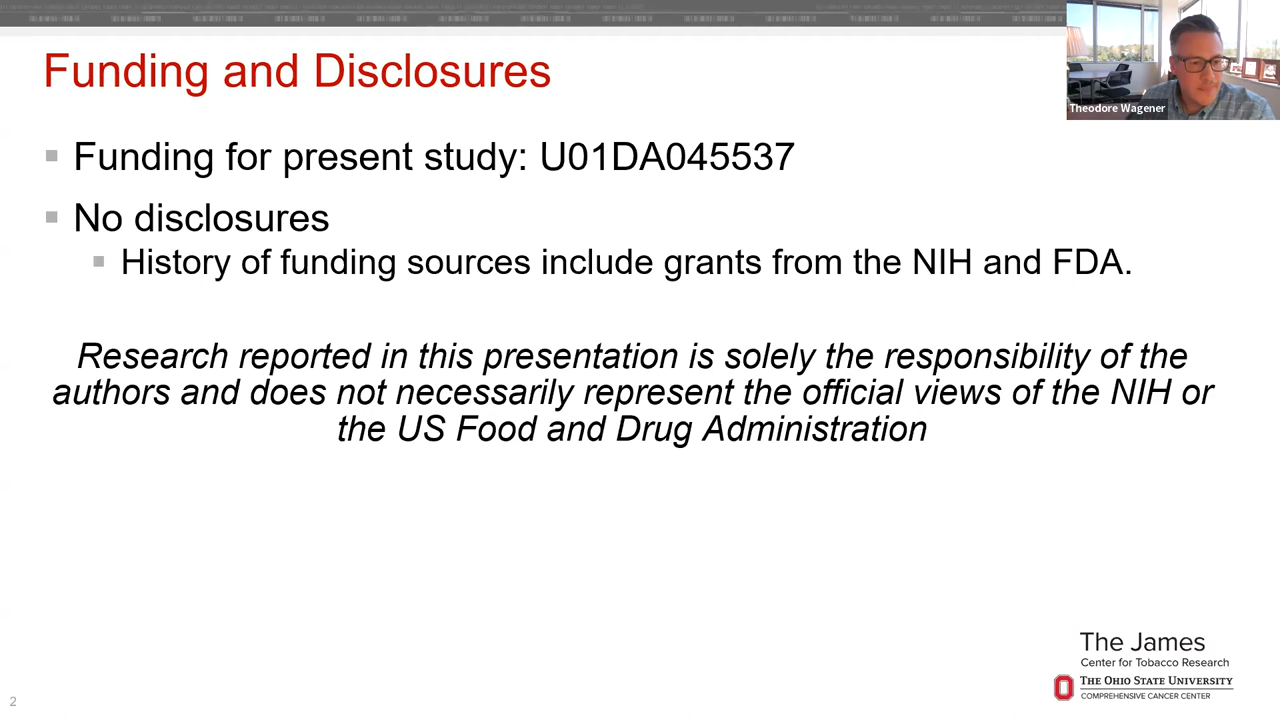 Funding and Disclosures
Theodore Wagener
Funding for present study: U01DA045537
No disclosures
History of funding sources include grants from the NIH and FDA.
Research reported in this presentation is solely the responsibility of the
authors and does not necessarily represent the official views of the NIH or
the US Food and Drug Administration
The James
Center for Tobacco Research
THE OHIO STATE UNIVERSITY
COMPREHENSIVE CANCER CENTER
2